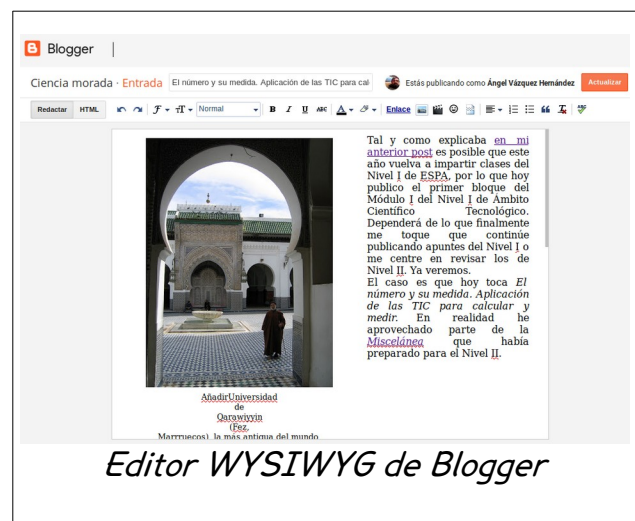 Blogger
Ciencia morada · Entrada El número y su medida. Aplicación de las TIC para cal Estás publicando como Ángel Vázquez Hernández Actualizar
Redactar HTML Normal B I U ABC A Enlace
Tal y como explicaba en mi
anterior post es posible que este
año vuelva a impartir clases del
Nivel I de ESPA, por lo que hoy
publico el primer bloque del
Módulo I del Nivel I de Ámbito
Científico Tecnológico.
Dependerá de lo que finalmente
me toque que continúe
publicando apuntes del Nivel I o
me centre en revisar los de
Nivel II. Ya veremos.
El caso es que hoy toca El
número y su medida. Aplicación
de las TIC para calcular y
medir. En realidad he
aprovechado parte de la
Miscelánea que había
preparado para el Nivel II.
AñadirUniversidad
de
Qarawiyyin
(Fez,
Marrruecos), la más antigua del mundo
Editor WYSIWYG de Blogger